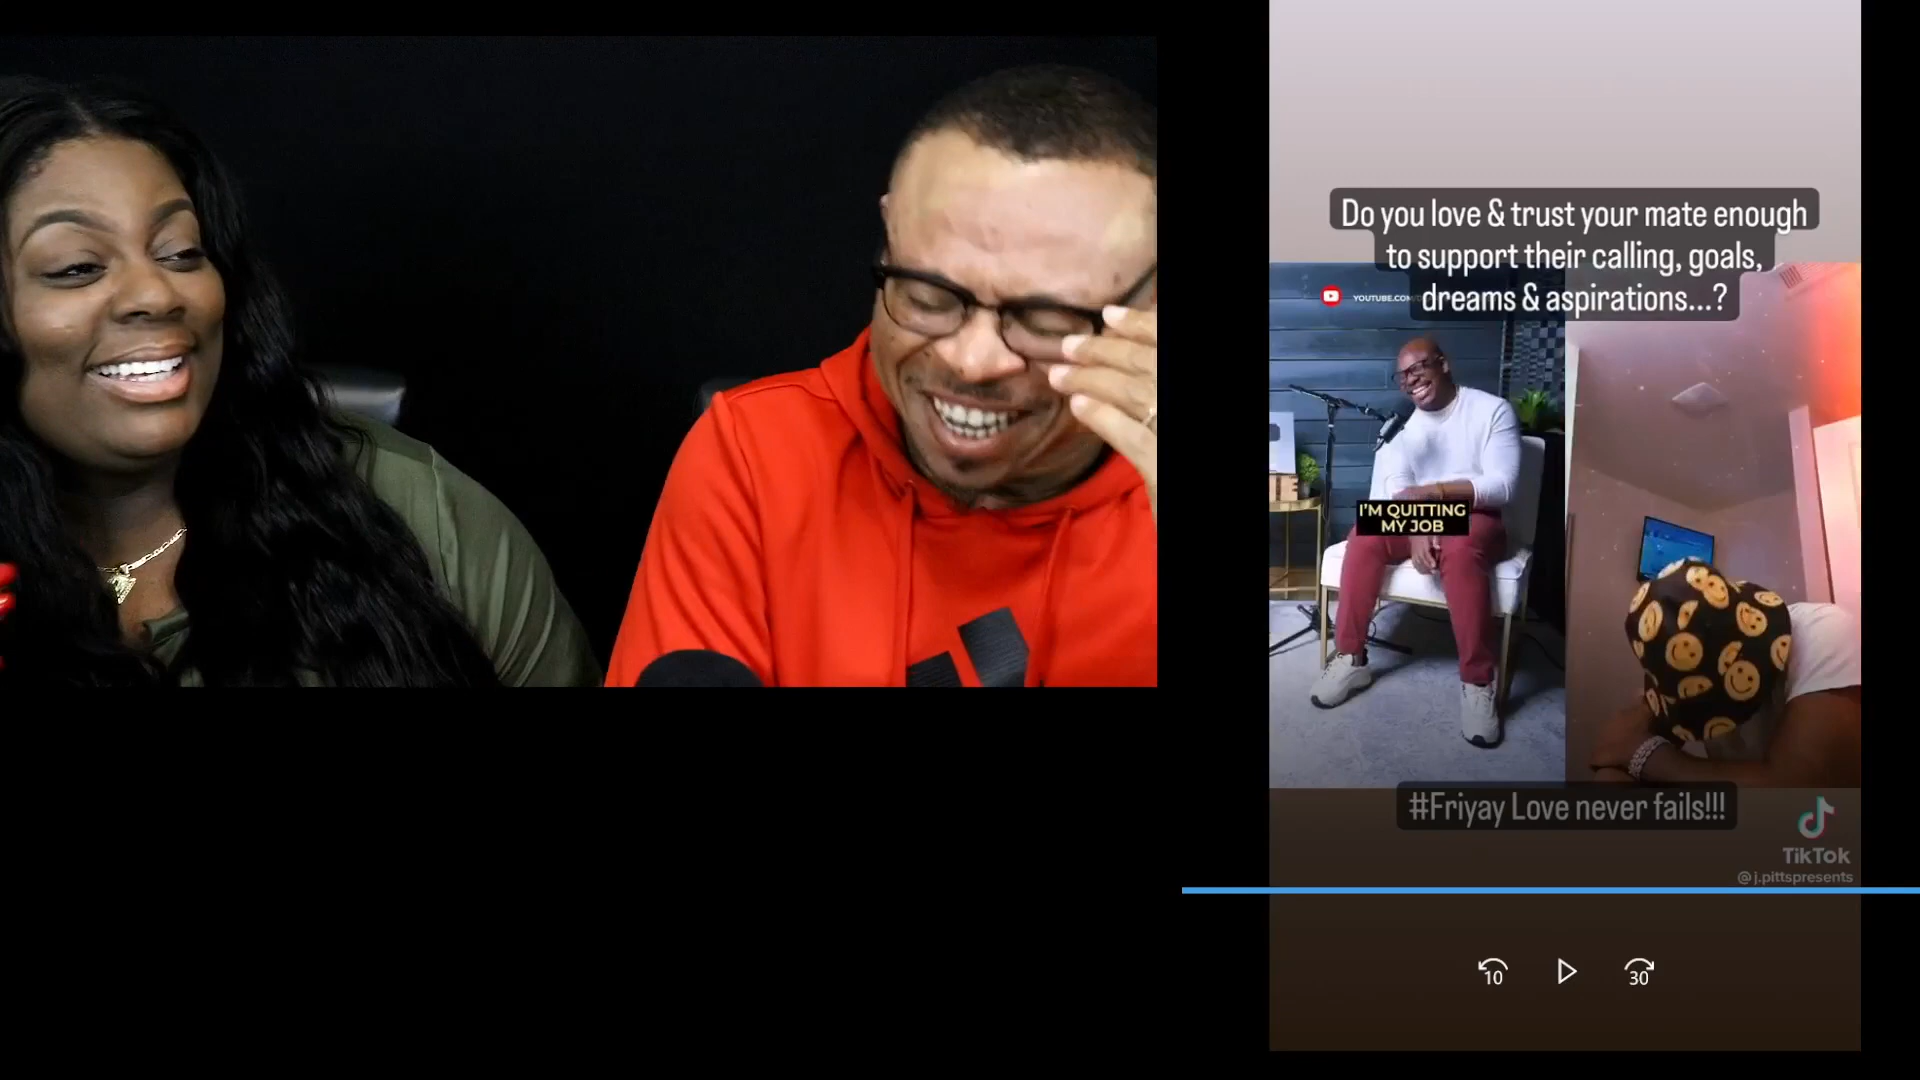 Do you love & trust your mate enough
to support their calling, goals,
dreams & aspirations...?
YOUTUBE.COM
I'M QUITTING
MY JOB
#Friyay Love never fails!!!
TikTok
@j.pittspresents
10
30